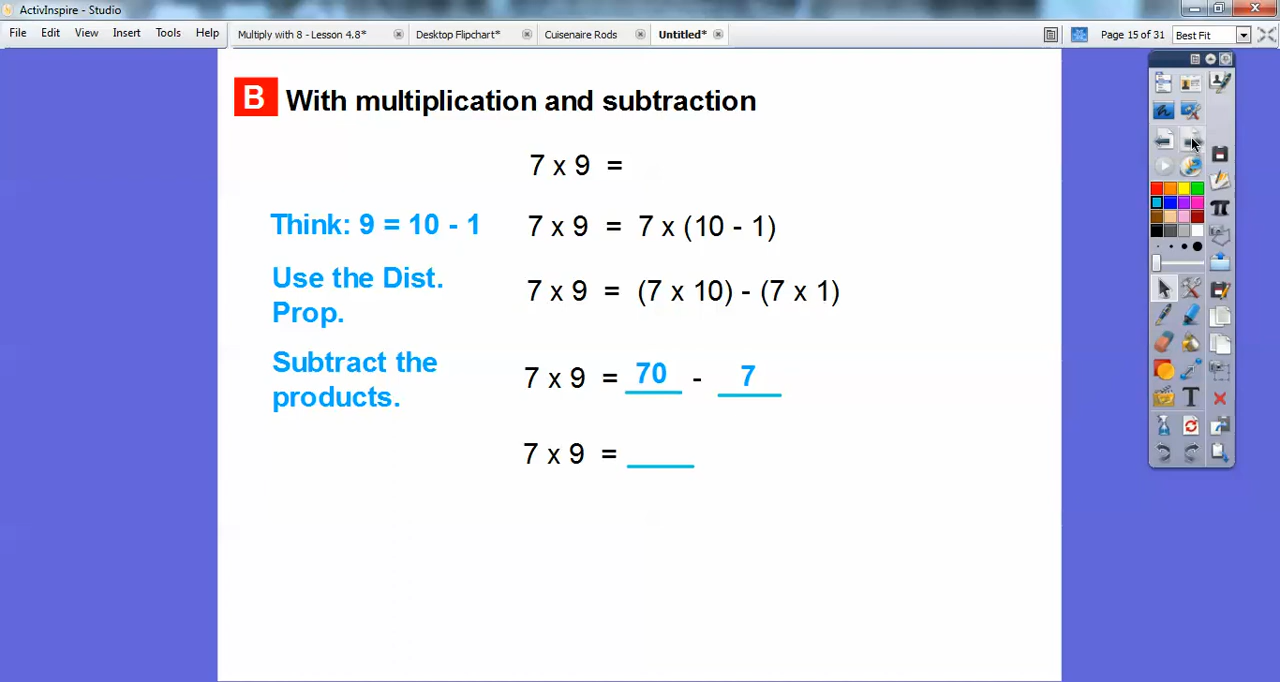 ActivInspire - Studio
File Edit View Insert Tools Help
Multiply with 8 - Lesson 4.8* Desktop Flipchart* Cuisenaire Rods Untitled* Page 15 of 31 Best Fit
B With multiplication and subtraction
7 x 9 =
Think: 9 = 10 - 1 7 x 9 = 7 x (10 - 1)
Use the Dist.
Prop.
7 x 9 = (7 x 10) - (7 x 1)
Subtract the
products.
7 x 9 = 70 - 7
7 x 9 = ____